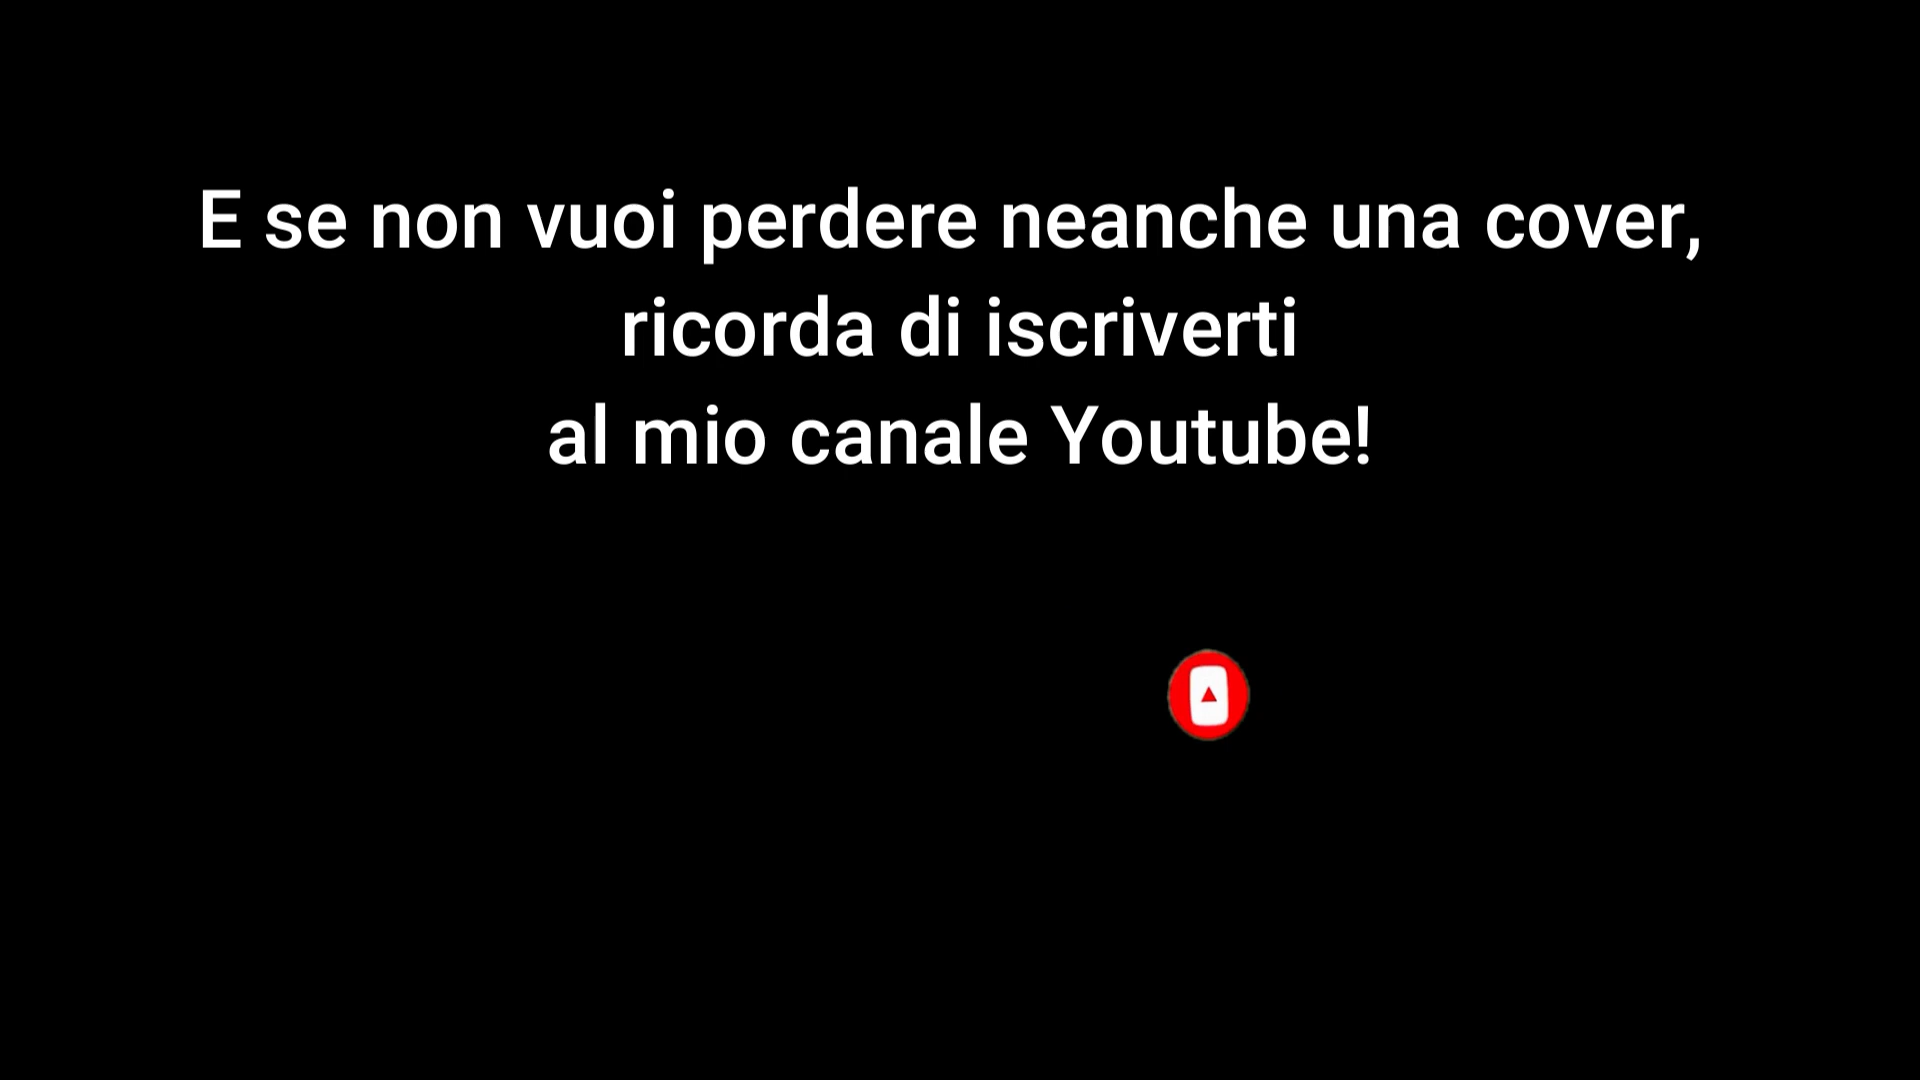 E se non vuoi perdere neanche una cover,
ricorda di iscriverti
al mio canale Youtube!